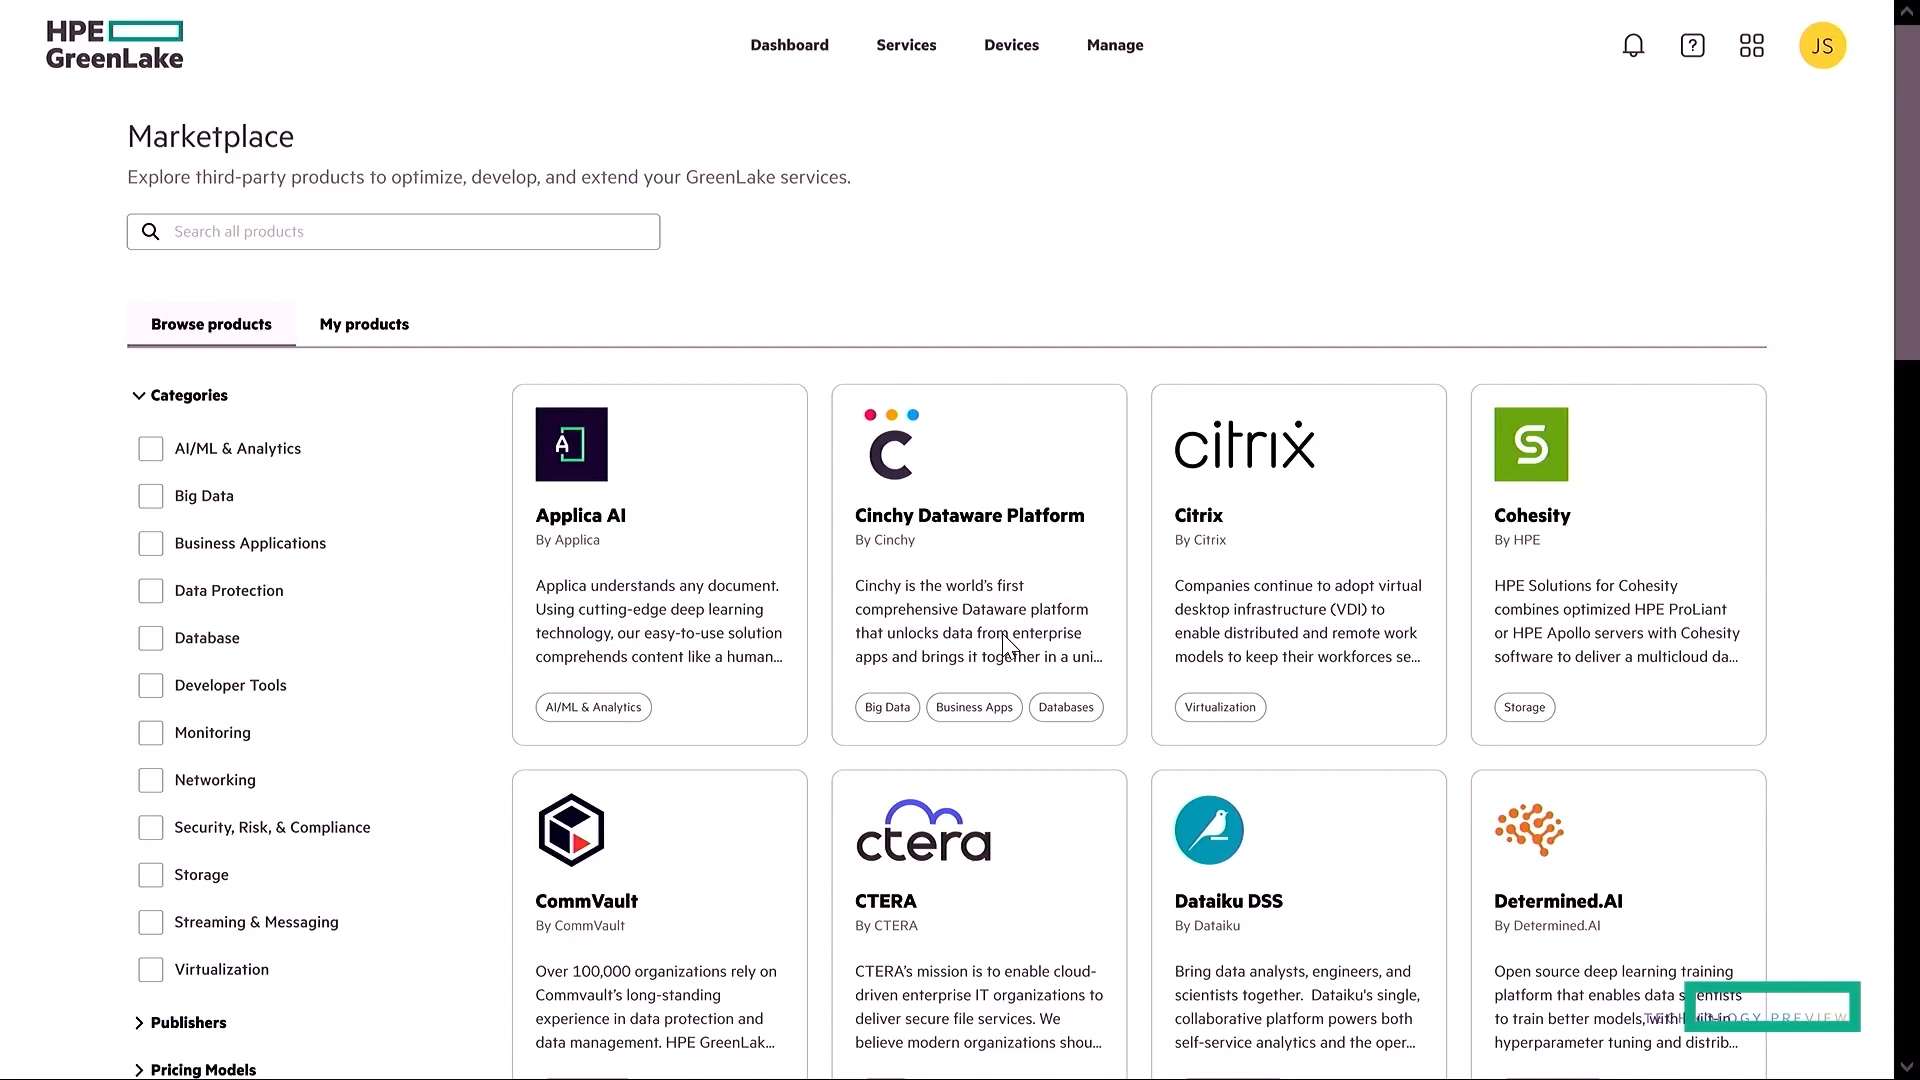 HPE
GreenLake
Dashboard
Services
Devices
Manage
JS
Marketplace
Explore third-party products to optimize, develop, and extend your GreenLake services.
Search all products
Browse products
My products
Categories
AI/ML & Analytics
Big Data
Business Applications
Data Protection
Database
Developer Tools
Monitoring
Networking
Security, Risk, & Compliance
Storage
Streaming & Messaging
Virtualization
Publishers
Pricing Models
A
Applica AI
By Applica
Applica understands any document.
Using cutting-edge deep learning
technology, our easy-to-use solution
comprehends content like a human...
AI/ML & Analytics
C
Cinchy Dataware Platform
By Cinchy
Cinchy is the world's first
comprehensive Dataware platform
that unlocks data from enterprise
apps and brings it together in a uni...
Big Data
Business Apps
Databases
citrix
Citrix
By Citrix
Companies continue to adopt virtual
desktop infrastructure (VDI) to
enable distributed and remote work
models to keep their workforces se...
Virtualization
S
Cohesity
By HPE
HPE Solutions for Cohesity
combines optimized HPE ProLiant
or HPE Apollo servers with Cohesity
software to deliver a multicloud da...
Storage
CommVault
By CommVault
Over 100,000 organizations rely on
Commvault's long-standing
experience in data protection and
data management. HPE GreenLak...
ctera
CTERA
By CTERA
CTERA's mission is to enable cloud-
driven enterprise IT organizations to
deliver secure file services. We
believe modern organizations shou...
Dataiku DSS
By Dataiku
Bring data analysts, engineers, and
scientists together. Dataiku's single,
collaborative platform powers both
self-service analytics and the oper...
Determined.AI
By Determined.AI
Open source deep learning training
platform that enables data scientists
to train better models, with built-in
hyperparameter tuning and distrib...
TECHNOLOGY PREVIEW